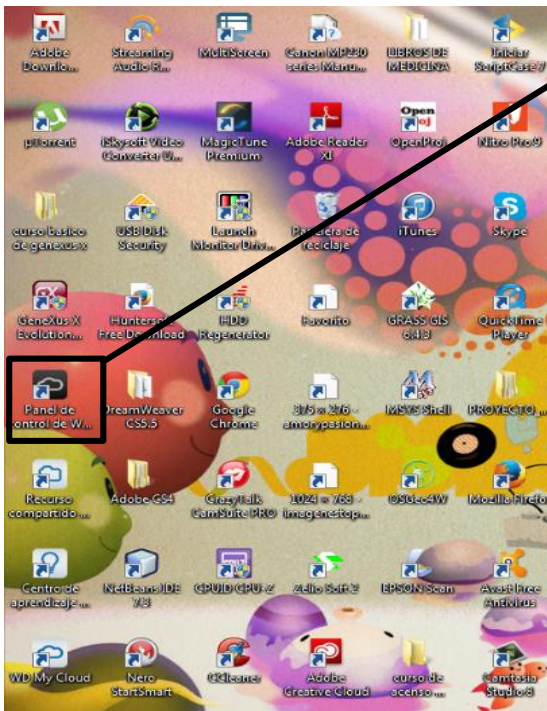 Adobe
Downlo...
Streaming
Audio R...
MultiScreen
Canon MP230
series Manu...
LIBROS DE
MEDICINA
Iniciar
ScriptCase 7
µTorrent
iSkysoft Video
Converter U...
MagicTune
Premium
Adobe Reader
XI
Open
oj
OpenProj
Nitro Pro 9
curso basico
de genexus x
USB Disk
Security
Launch
Monitor Driv...
Papelera de
reciclaje
iTunes
Skype
GeneXus X
Evolution...
Hunterso
Free Download
HDD
Regenerator
Favorito
GRASS GIS
6.4.3
QuickTime
Player
Panel de
control de W...
DreamWeaver
CS5.5
Google
Chrome
375 × 276 -
amorypasion...
MSYS Shell
PROYECTO_...
Recurso
compartido ...
Adobe CS4
CrazyTalk
CamSuite PRO
1024 × 768 -
imagenestop...
OSGeo4W
Mozilla Firefo
Centro de
aprendizaje ...
NetBeans IDE
7.3
CPUID CPU-Z
Zelio Soft 2
EPSON Scan
Avast Free
Antivirus
WD My Cloud
Nero
StartSmart
CCleaner
Adobe
Creative Cloud
curso de
acenso ...
Camtasia
Studio 8